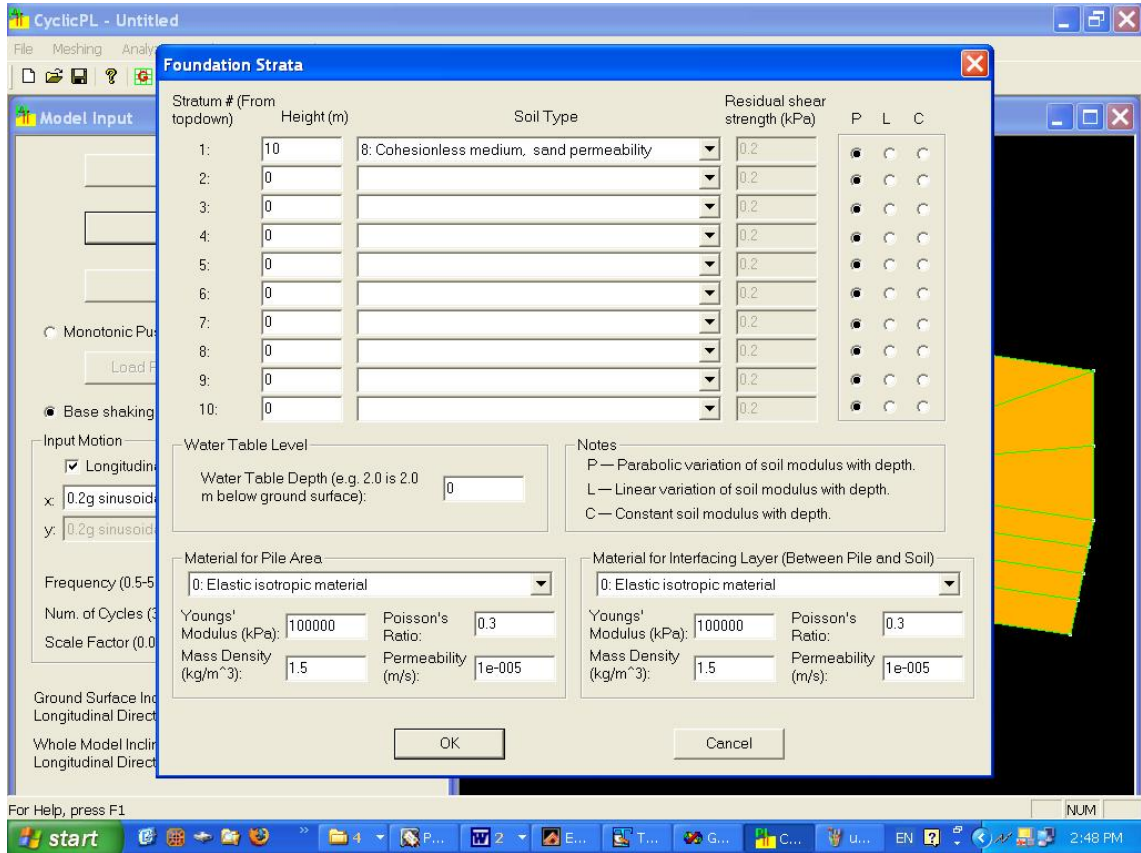 CyclicPL - Untitled
File Meshing Analy
Foundation Strata
Model Input
Stratum # (From topdown) Height (m) Soil Type Residual shear strength (kPa) P L C
1: 10 8: Cohesionless medium, sand permeability 0.2
2: 0 0.2
3: 0 0.2
4: 0 0.2
5: 0 0.2
6: 0 0.2
7: 0 0.2
8: 0 0.2
9: 0 0.2
10: 0 0.2
Monotonic Pu
Load P
Base shaking
Input Motion
Longitudin
x: 0.2g sinusoida
y: 0.2g sinusoida
Frequency (0.5-5
Num. of Cycles (3
Scale Factor (0.0
Ground Surface Inc
Longitudinal Direct
Whole Model Inclin
Longitudinal Direct
Water Table Level
Water Table Depth (e.g. 2.0 is 2.0
m below ground surface): 0
Notes
P — Parabolic variation of soil modulus with depth.
L — Linear variation of soil modulus with depth.
C — Constant soil modulus with depth.
Material for Pile Area
0: Elastic isotropic material
Youngs' Modulus (kPa): 100000 Poisson's Ratio: 0.3
Mass Density (kg/m^3): 1.5 Permeability (m/s): 1e-005
Material for Interfacing Layer (Between Pile and Soil)
0: Elastic isotropic material
Youngs' Modulus (kPa): 100000 Poisson's Ratio: 0.3
Mass Density (kg/m^3): 1.5 Permeability (m/s): 1e-005
OK Cancel
For Help, press F1 NUM
start 4 P... 2 E... T... G... C... u... EN 2:48 PM